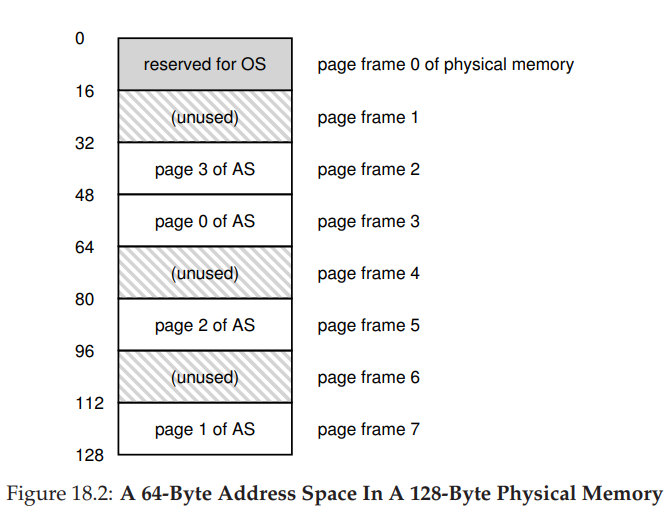 0
reserved for OS page frame 0 of physical memory
16
(unused) page frame 1
32
page 3 of AS page frame 2
48
page 0 of AS page frame 3
64
(unused) page frame 4
80
page 2 of AS page frame 5
96
(unused) page frame 6
112
page 1 of AS page frame 7
128
Figure 18.2: A 64-Byte Address Space In A 128-Byte Physical Memory